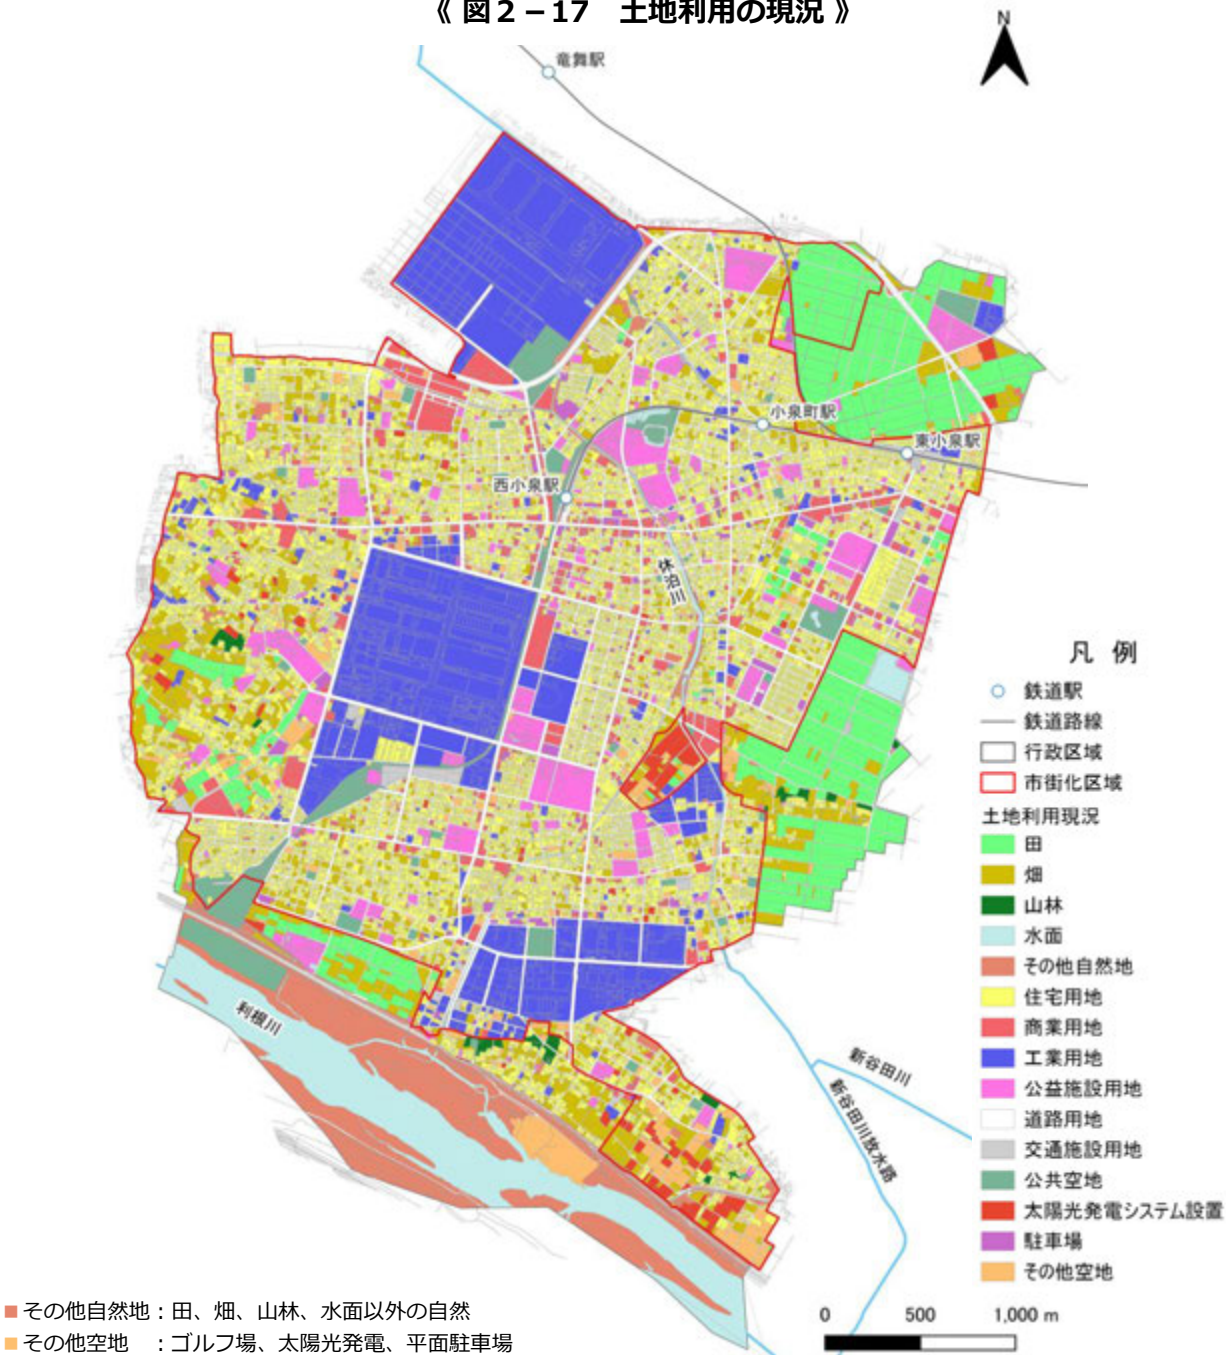 《 図２－17　土地利用の現況 》
N
竜舞駅
小泉町駅
東小泉駅
西小泉駅
休泊川
利根川
新谷田川
新谷田川放水路
凡 例
鉄道駅
鉄道路線
行政区域
市街化区域
土地利用現況
田
畑
山林
水面
その他自然地
住宅用地
商業用地
工業用地
公益施設用地
道路用地
交通施設用地
公共空地
太陽光発電システム設置
駐車場
その他空地
0 500 1,000 m
その他自然地：田、畑、山林、水面以外の自然
その他空地　：ゴルフ場、太陽光発電、平面駐車場